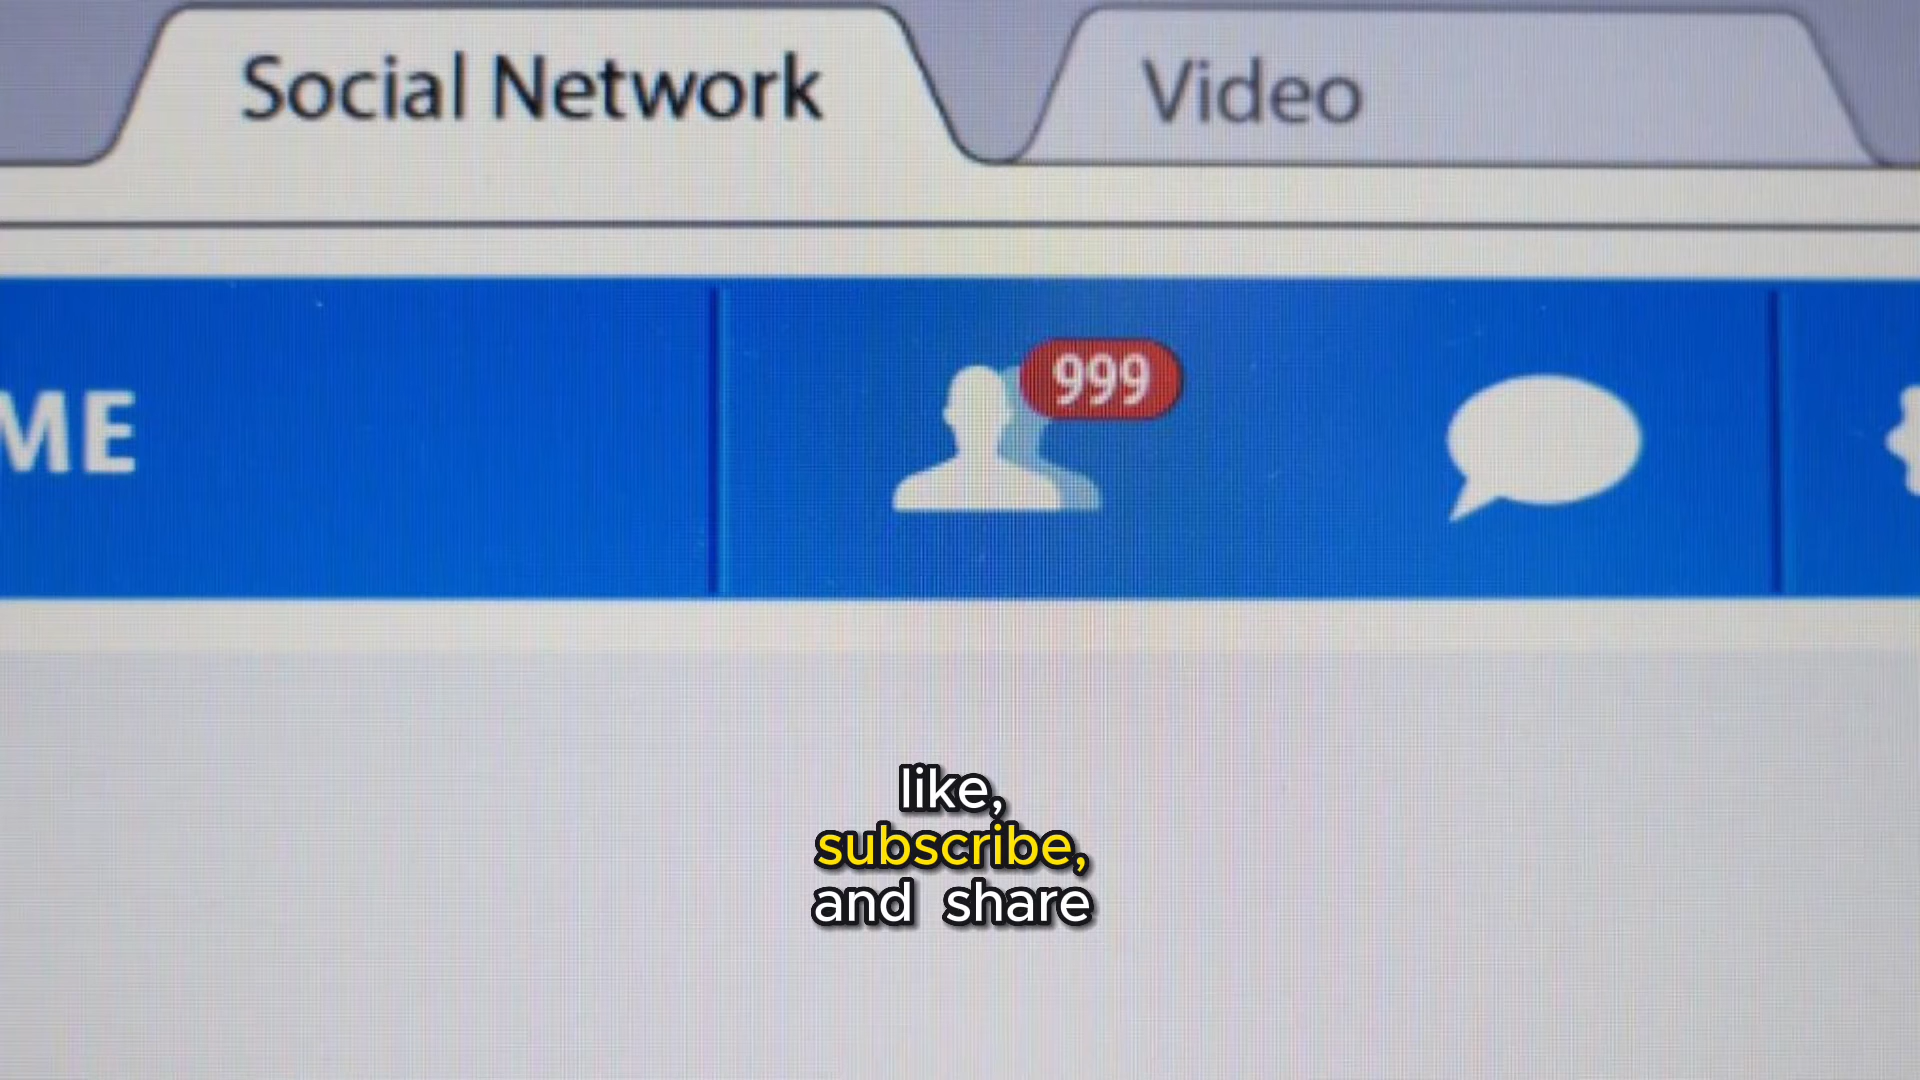 Social Network
Video
ME
999
like,
subscribe,
and share